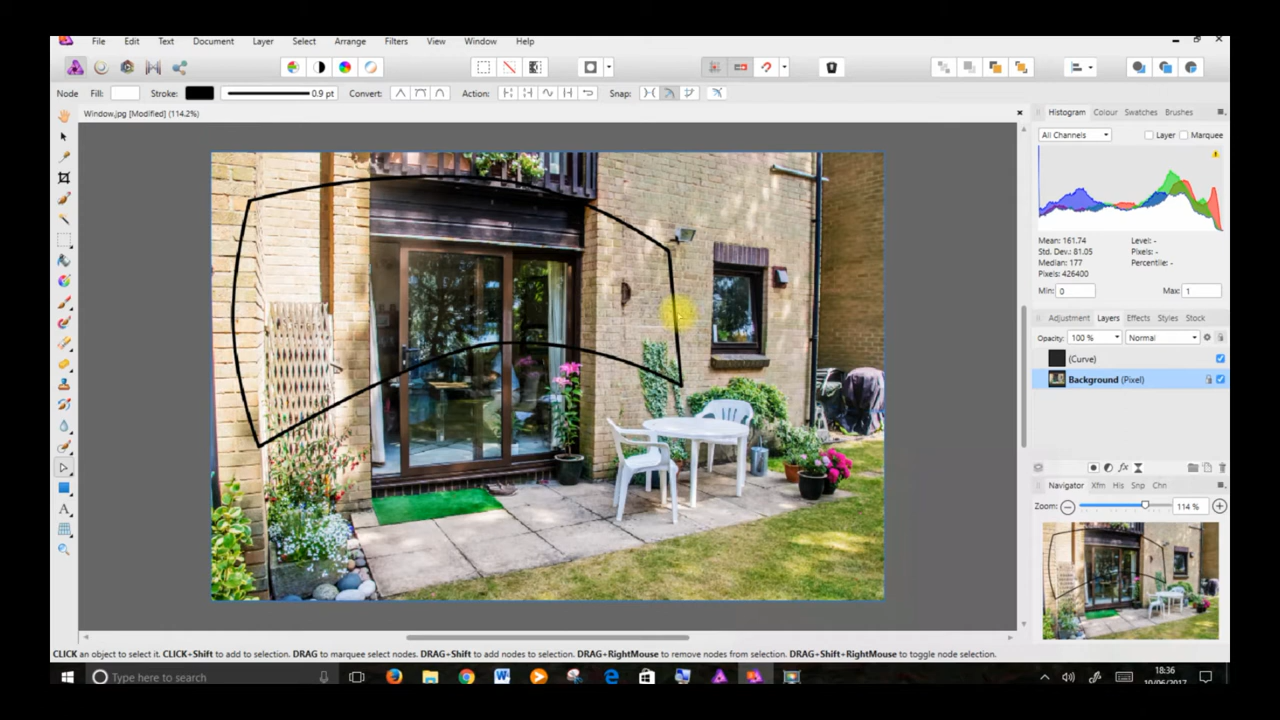 File Edit Text Document Layer Select Arrange Filters View Window Help
Node Fill: Stroke: 0.9 pt Convert: Action: Snap:
Window.jpg [Modified] (114.2%)
Histogram Colour Swatches Brushes
All Channels Layer Marquee
Mean: 161.74 Level: -
Std. Dev.: 81.05 Pixels: -
Median: 177 Percentile: -
Pixels: 426400
Min: 0 Max: 1
Adjustment Layers Effects Styles Stock
Opacity: 100 % Normal
(Curve)
Background (Pixel)
Navigator Xfm His Snp Chn
Zoom: 114 %
CLICK an object to select it. CLICK+Shift to add to selection. DRAG to marquee select nodes. DRAG+Shift to add nodes to selection. DRAG+RightMouse to remove nodes from selection. DRAG+Shift+RightMouse to toggle node selection.
Type here to search
18:36
10/06/2017